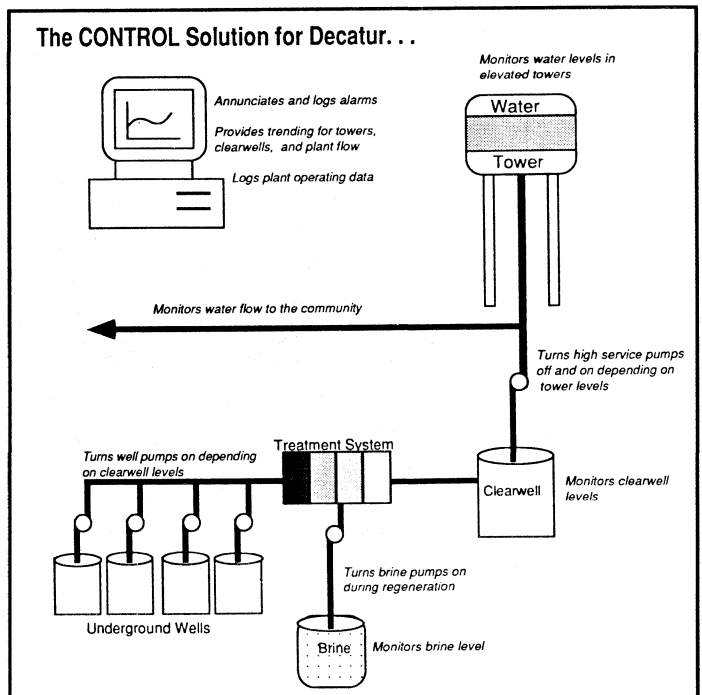 The CONTROL Solution for Decatur. . .
Monitors water levels in
elevated towers
Annunciates and logs alarms
Provides trending for towers,
clearwells, and plant flow
Logs plant operating data
Water
Tower
Monitors water flow to the community
Turns high service pumps
off and on depending on
tower levels
Treatment System
Turns well pumps on depending
on clearwell levels
Clearwell
Monitors clearwell
levels
Turns brine pumps on
during regeneration
Underground Wells
Brine
Monitors brine level